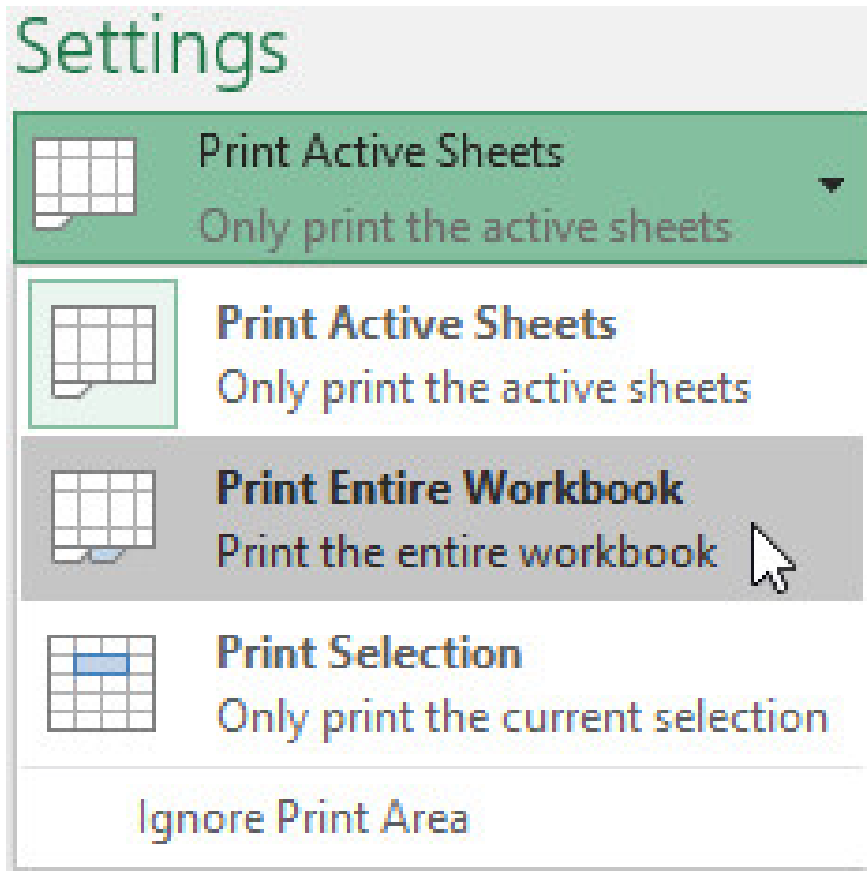 Settings
Print Active Sheets
Only print the active sheets
Print Active Sheets
Only print the active sheets
Print Entire Workbook
Print the entire workbook
Print Selection
Only print the current selection
Ignore Print Area